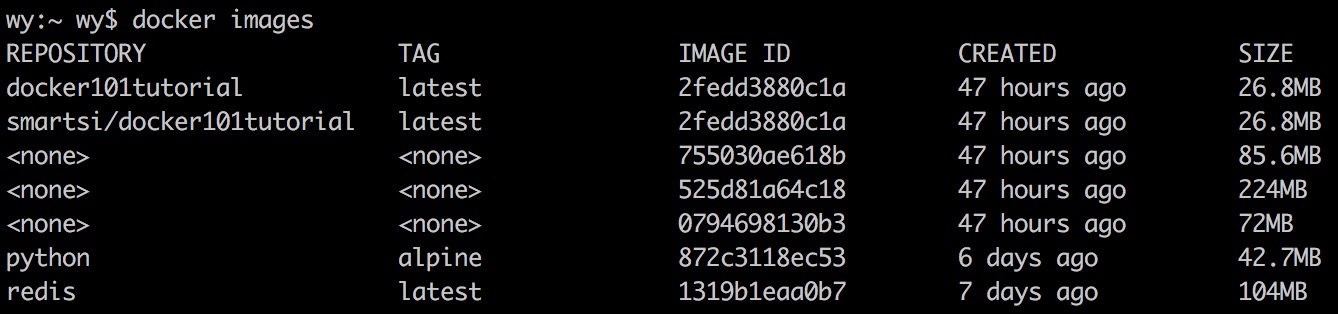 wy:~ wy$ docker images
REPOSITORY TAG IMAGE ID CREATED SIZE
docker101tutorial latest 2fedd3880c1a 47 hours ago 26.8MB
smartsi/docker101tutorial latest 2fedd3880c1a 47 hours ago 26.8MB
<none> <none> 755030ae618b 47 hours ago 85.6MB
<none> <none> 525d81a64c18 47 hours ago 224MB
<none> <none> 0794698130b3 47 hours ago 72MB
python alpine 872c3118ec53 6 days ago 42.7MB
redis latest 1319b1eaa0b7 7 days ago 104MB